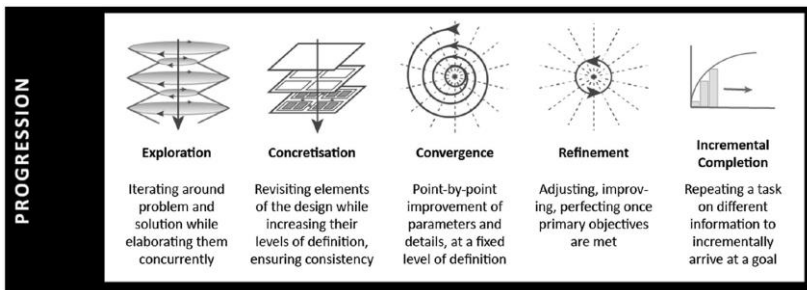 PROGRESSION
Exploration
Iterating around
problem and
solution while
elaborating them
concurrently
Concretisation
Revisiting elements
of the design while
increasing their
levels of definition,
ensuring consistency
Convergence
Point-by-point
improvement of
parameters and
details, at a fixed
level of definition
Refinement
Adjusting, improv-
ing, perfecting once
primary objectives
are met
Incremental
Completion
Repeating a task
on different
information to
incrementally
arrive at a goal